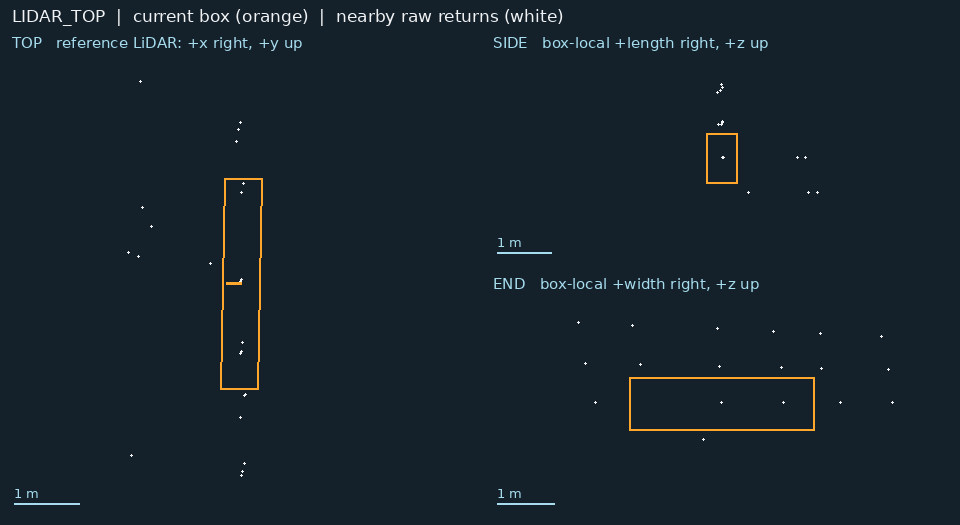 LIDAR_TOP | current box (orange) | nearby raw returns (white)
TOP reference LiDAR: +x right, +y up
SIDE box-local +length right, +z up
1 m
END box-local +width right, +z up
1 m
1 m